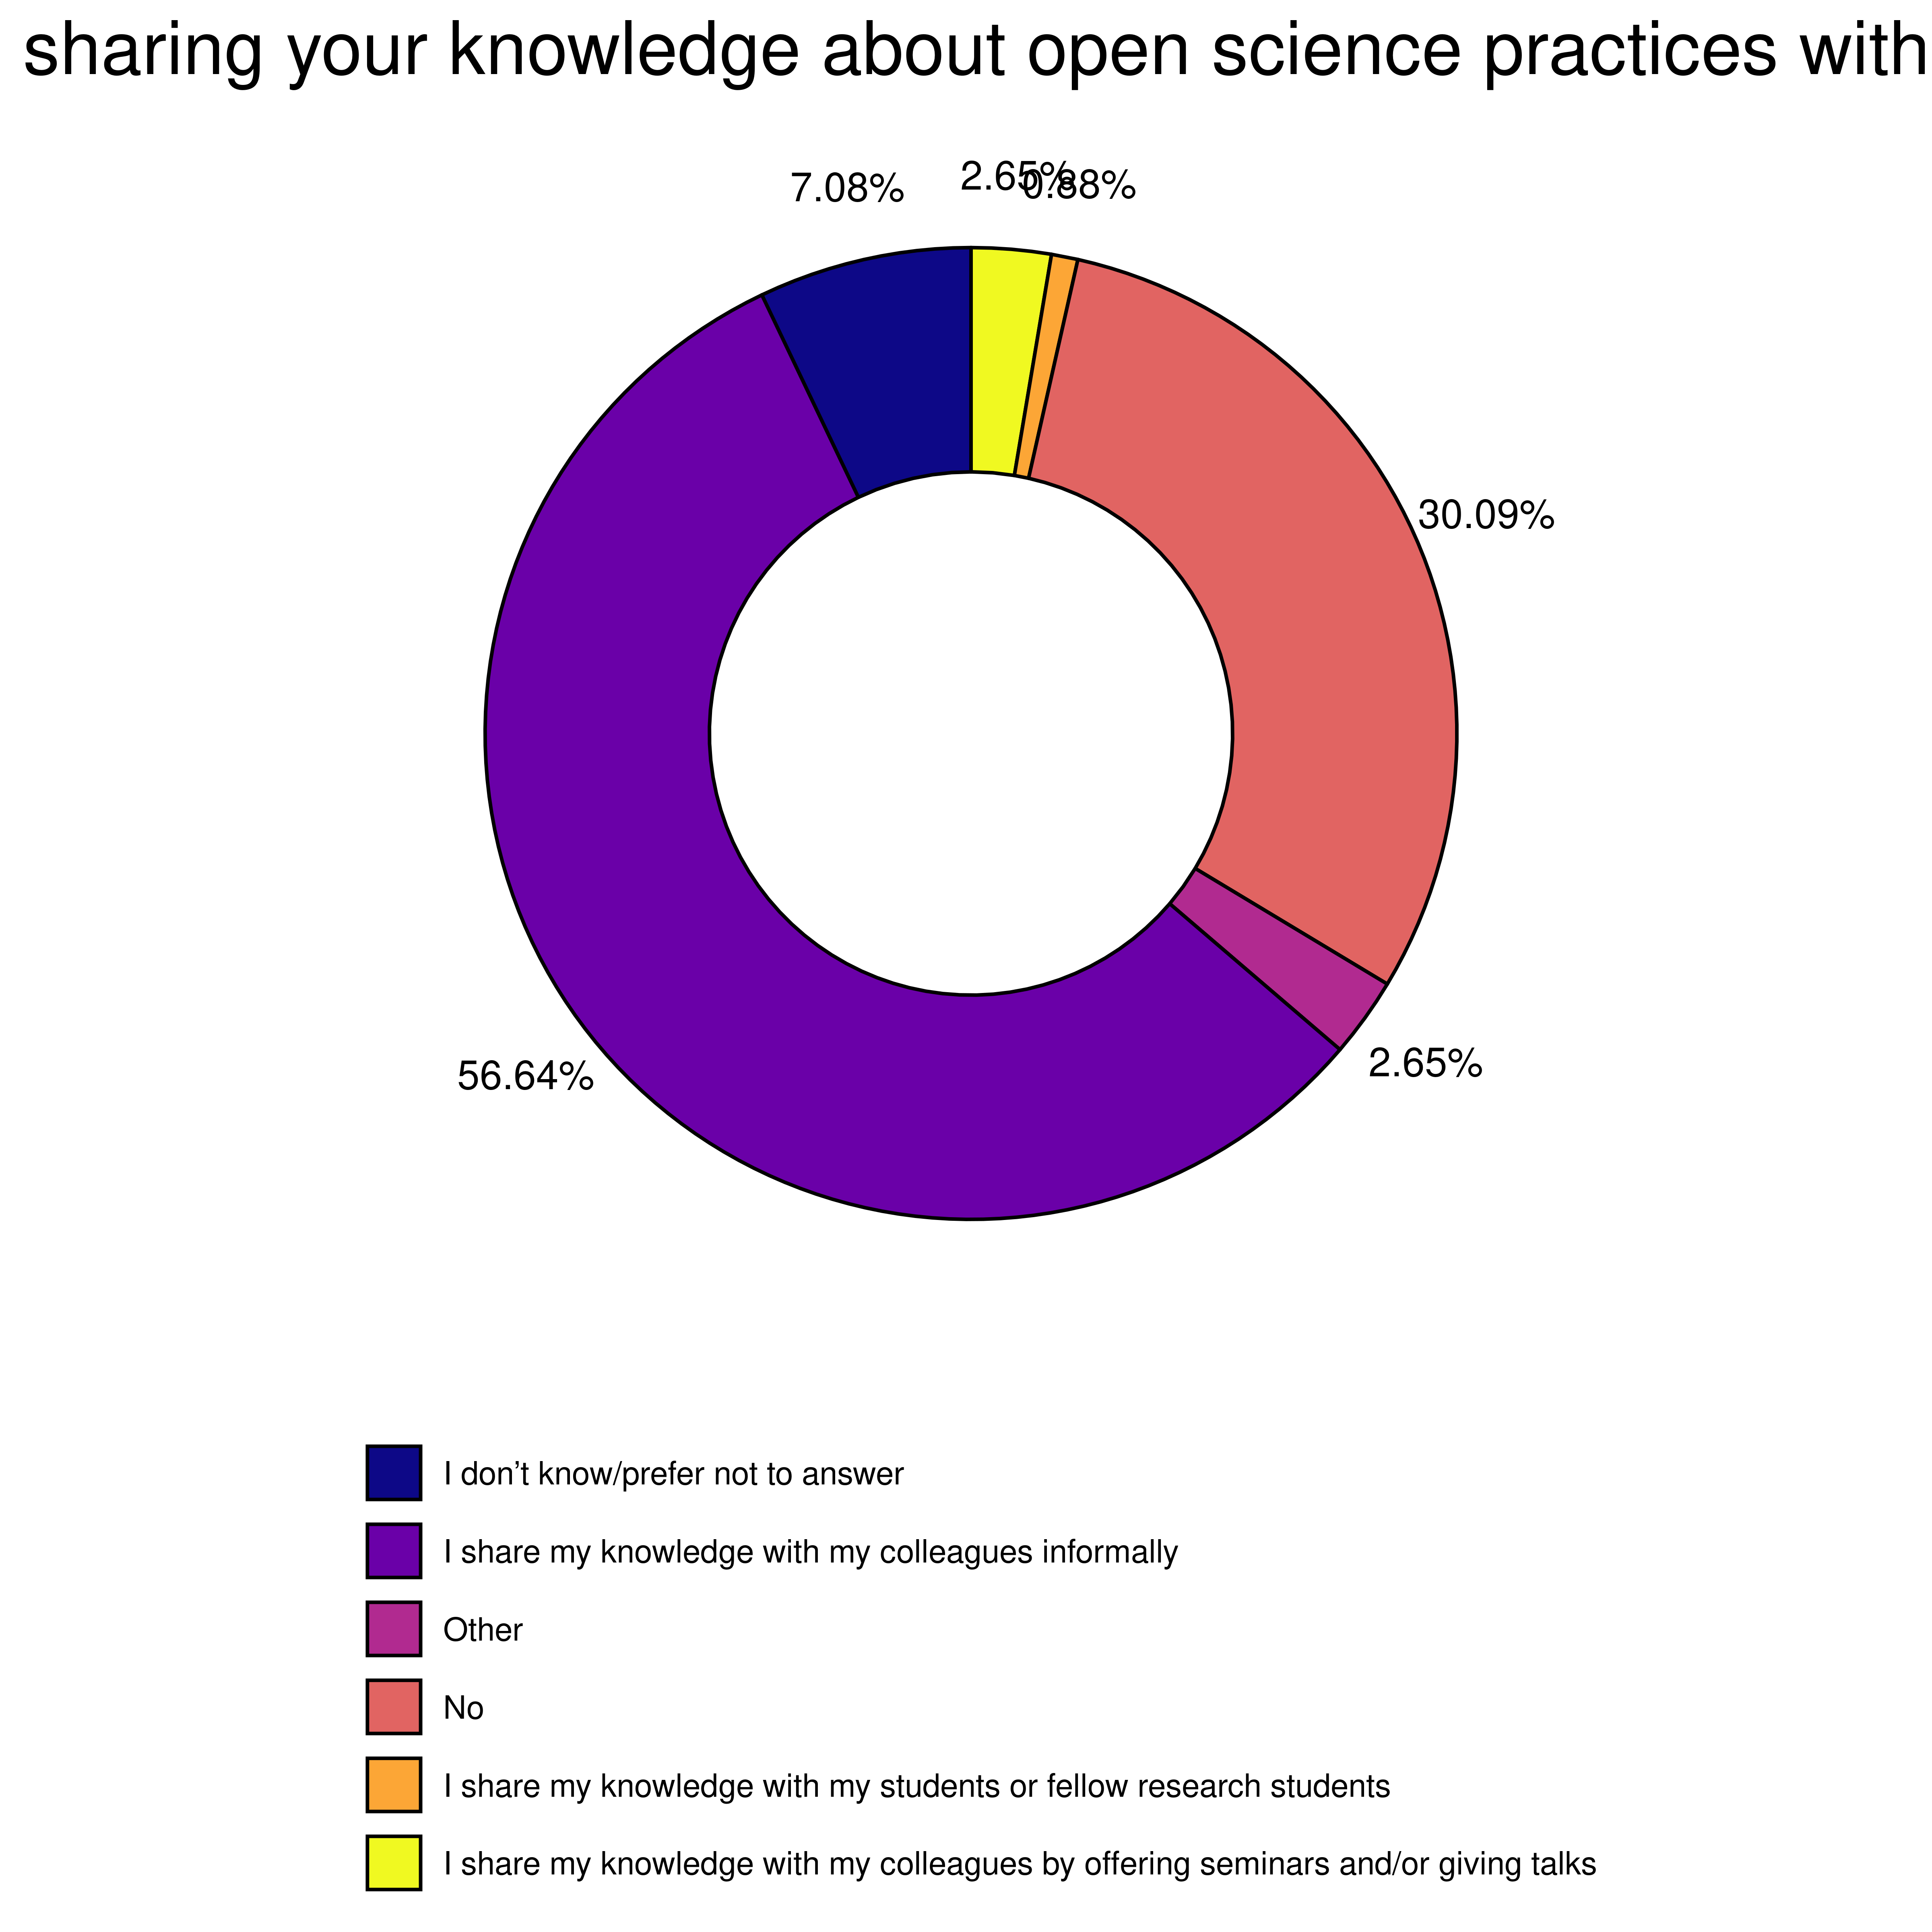 sharing your knowledge about open science practices with
7.08% 2.65% 0.88%
30.09%
2.65%
56.64%
I don’t know/prefer not to answer
I share my knowledge with my colleagues informally
Other
No
I share my knowledge with my students or fellow research students
I share my knowledge with my colleagues by offering seminars and/or giving talks